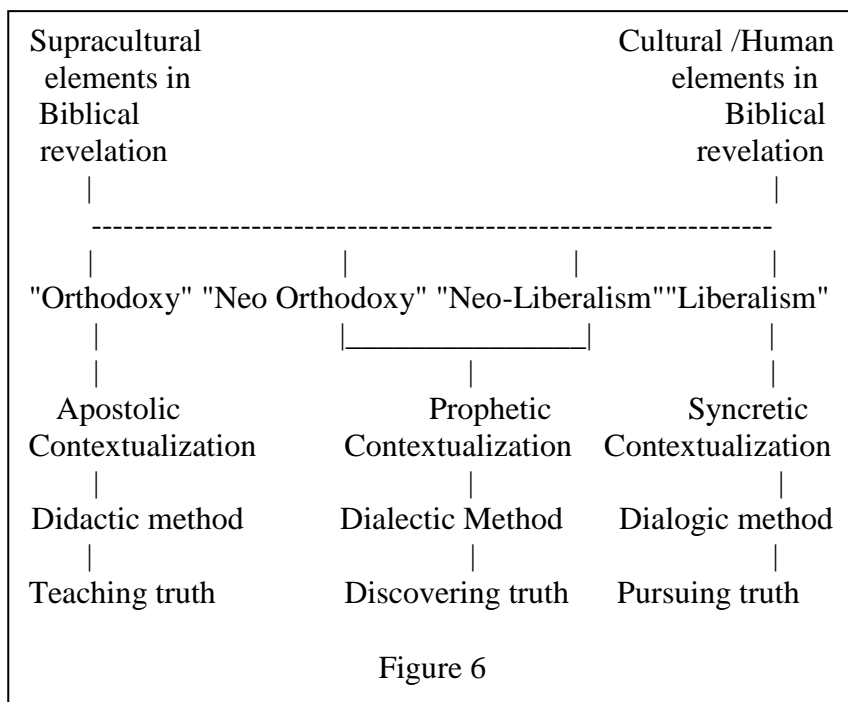 Supracultural Cultural /Human
elements in elements in
Biblical Biblical
revelation revelation
| |
----------------------------------------------------------------
| | | |
"Orthodoxy" "Neo Orthodoxy" "Neo-Liberalism""Liberalism"
| |_______________| |
| | |
Apostolic Prophetic Syncretic
Contextualization Contextualization Contextualization
| | |
Didactic method Dialectic Method Dialogic method
| | |
Teaching truth Discovering truth Pursuing truth
Figure 6